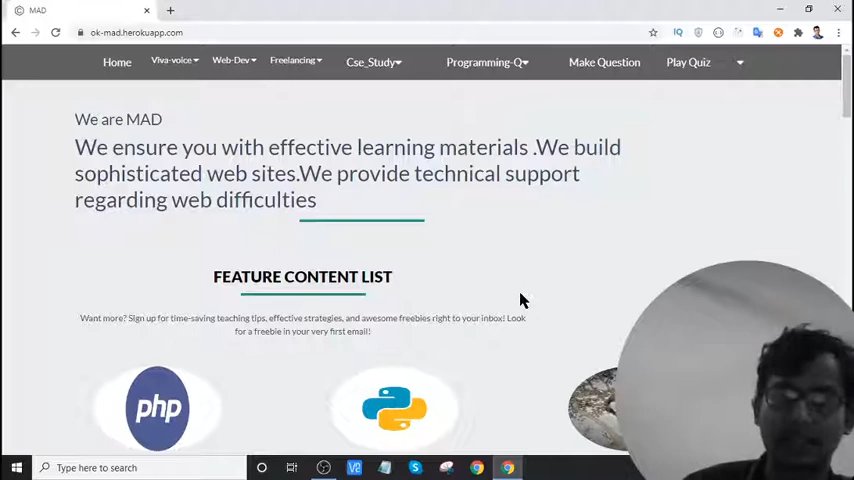 MAD
ok-mad.herokuapp.com
Home Viva-voice Web-Dev Freelancing Cse_Study Programming-Q Make Question Play Quiz
We are MAD
We ensure you with effective learning materials .We build
sophisticated web sites.We provide technical support
regarding web difficulties
FEATURE CONTENT LIST
Want more? Sign up for time-saving teaching tips, effective strategies, and awesome freebies right to your inbox! Look
for a freebie in your very first email!
php
Type here to search